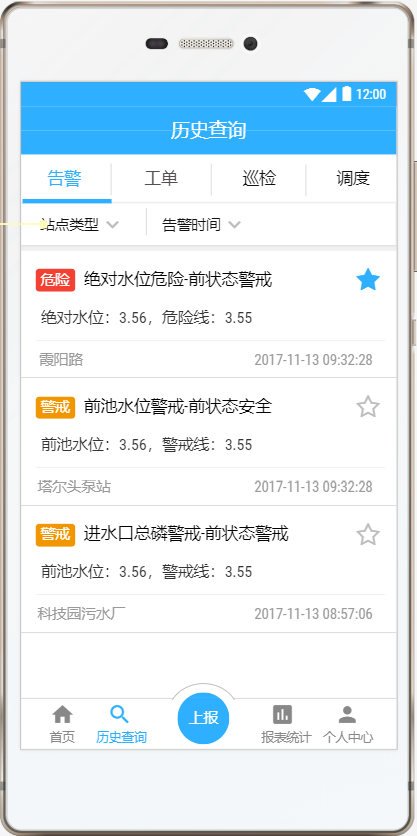 12:00
历史查询
告警 工单 巡检 调度
站点类型 告警时间
危险 绝对水位危险-前状态警戒
绝对水位：3.56，危险线：3.55
霞阳路 2017-11-13 09:32:28
警戒 前池水位警戒-前状态安全
前池水位：3.56，警戒线：3.55
塔尔头泵站 2017-11-13 09:32:28
警戒 进水口总磷警戒-前状态警戒
前池水位：3.56，警戒线：3.55
科技园污水厂 2017-11-13 08:57:06
首页 历史查询 上报 报表统计 个人中心